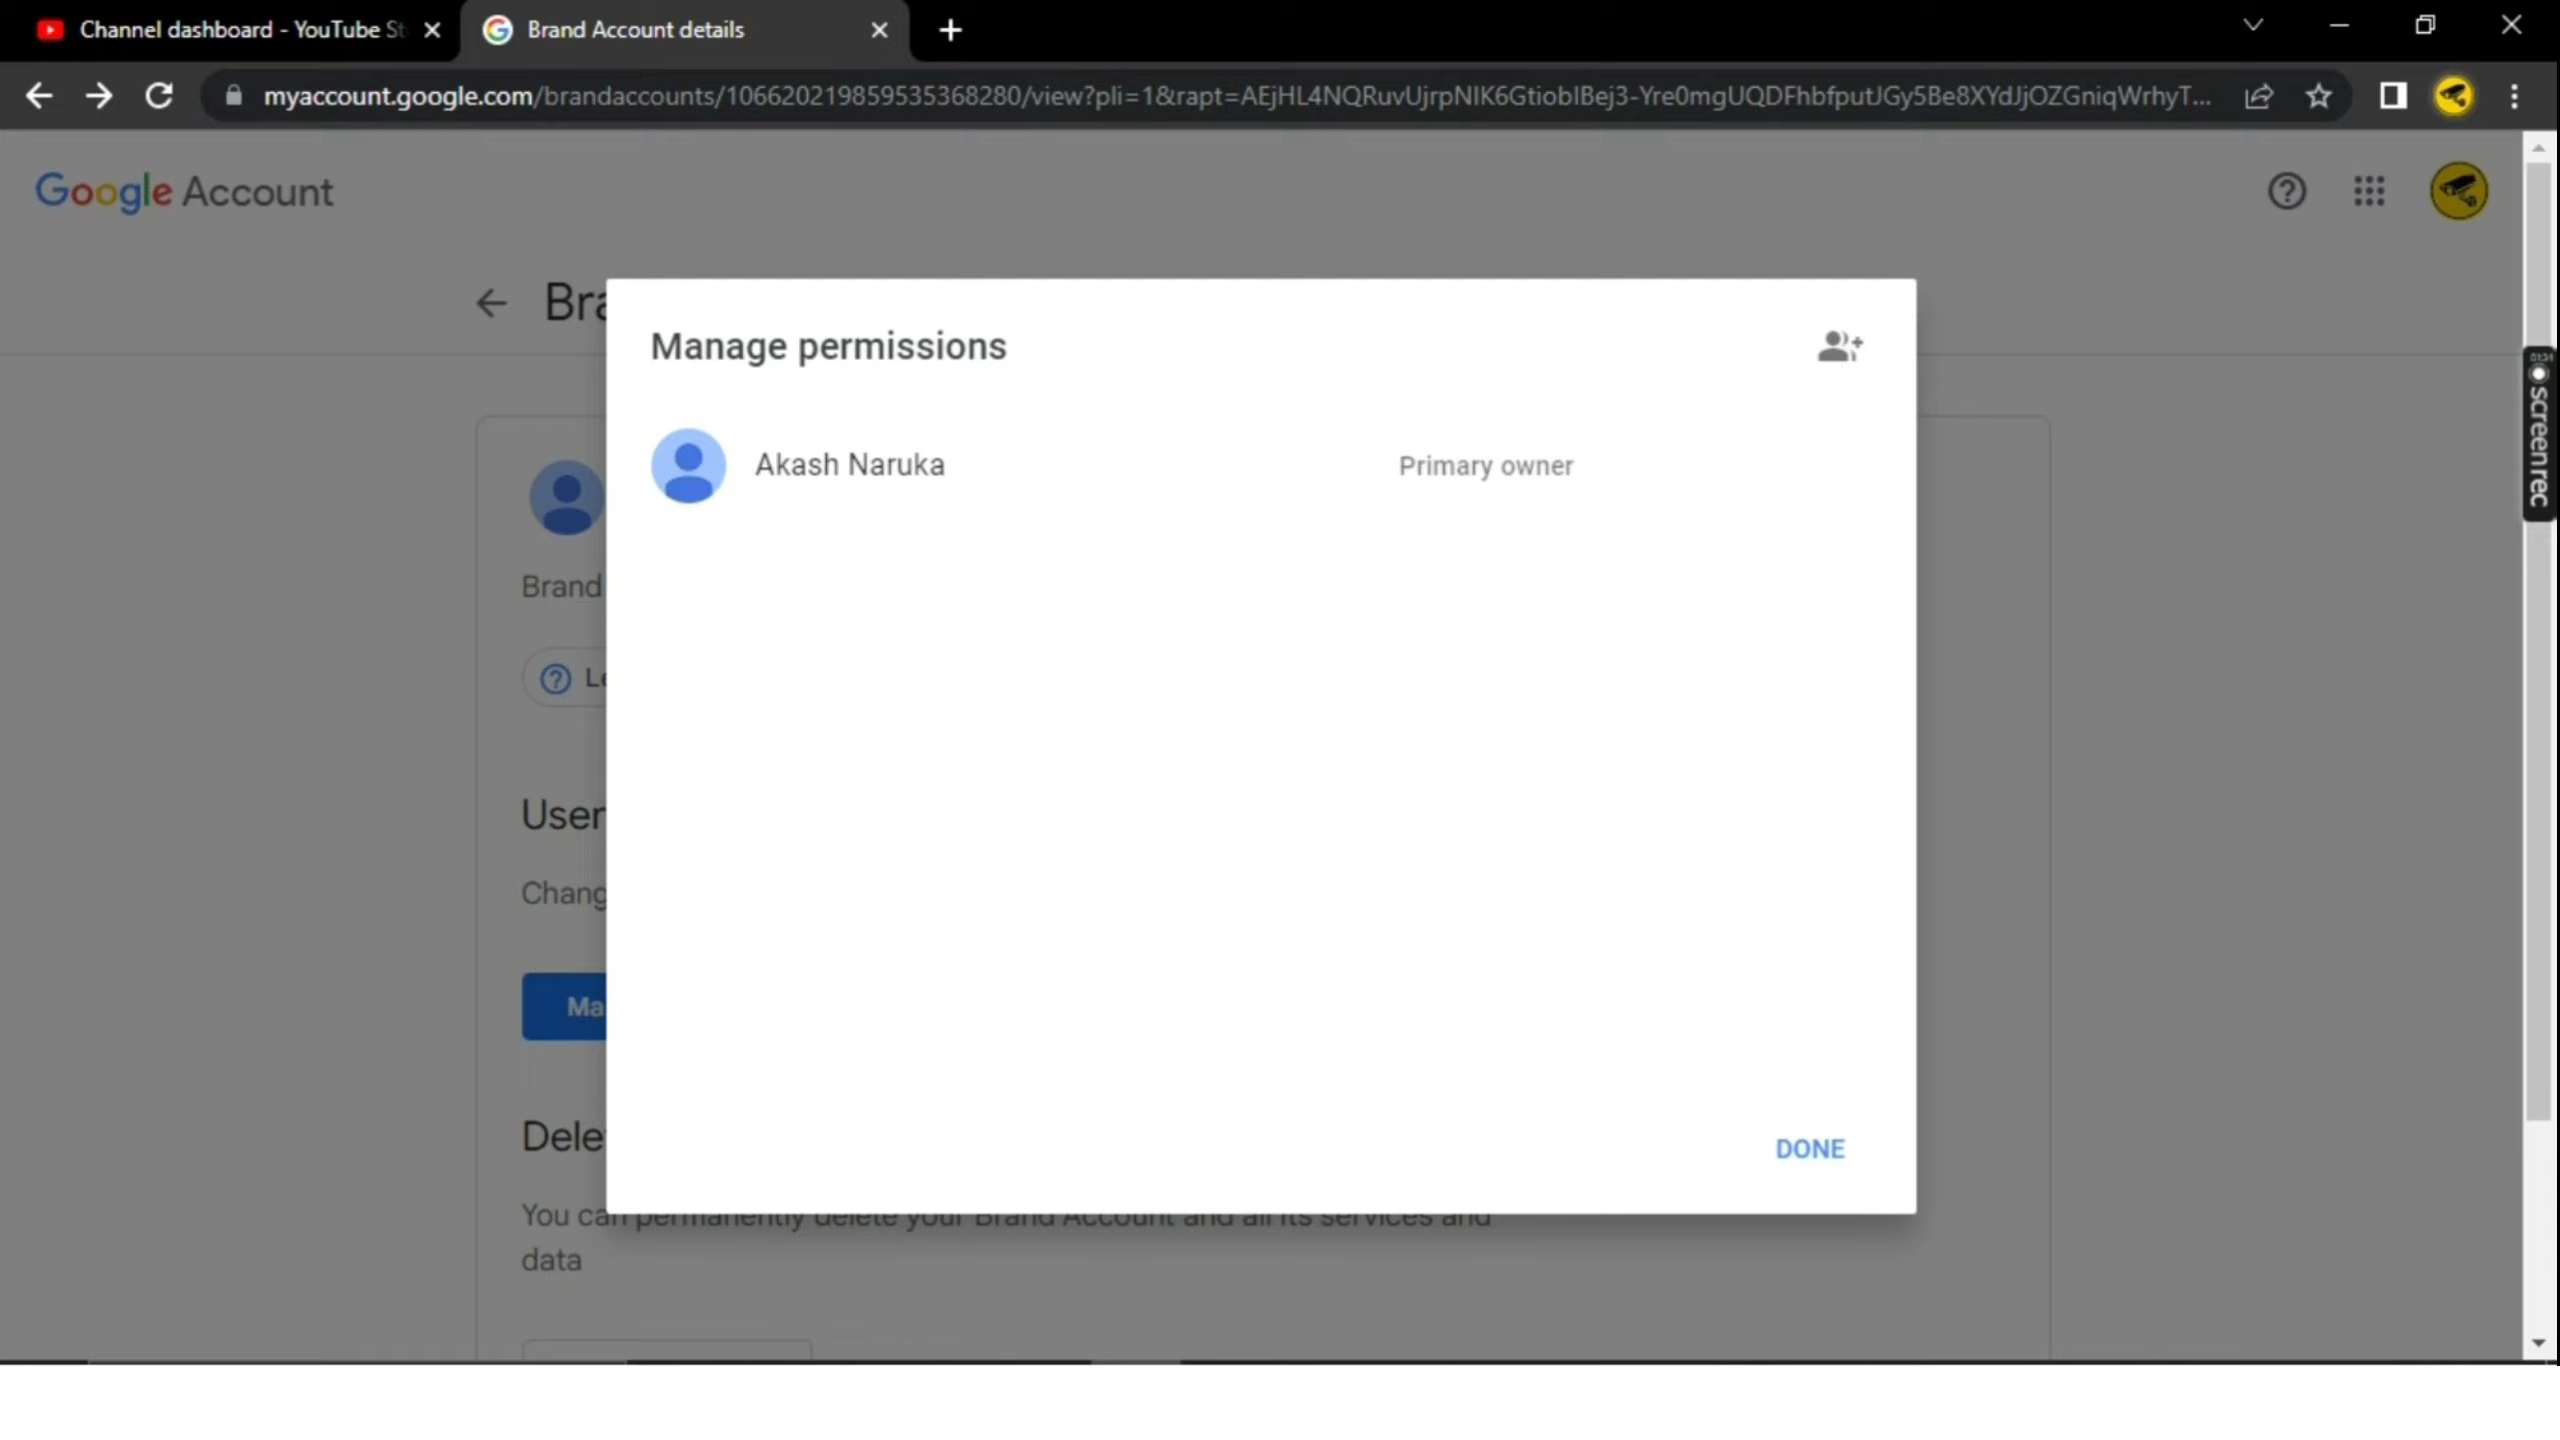 Channel dashboard - YouTube St
Brand Account details
myaccount.google.com/brandaccounts/106620219859535368280/view?pli=1&rapt=AEjHL4NQRuvUjrpNIK6GtiobIBej3-Yre0mgUQDFhbfputJGy5Be8XYdJjOZGniqWrhyT...
Google Account
Bra
Manage permissions
Akash Naruka
Primary owner
Brand
Le
User
Chang
Ma
Dele
DONE
You can permanently delete your Brand Account and all its services and
data
screenrec